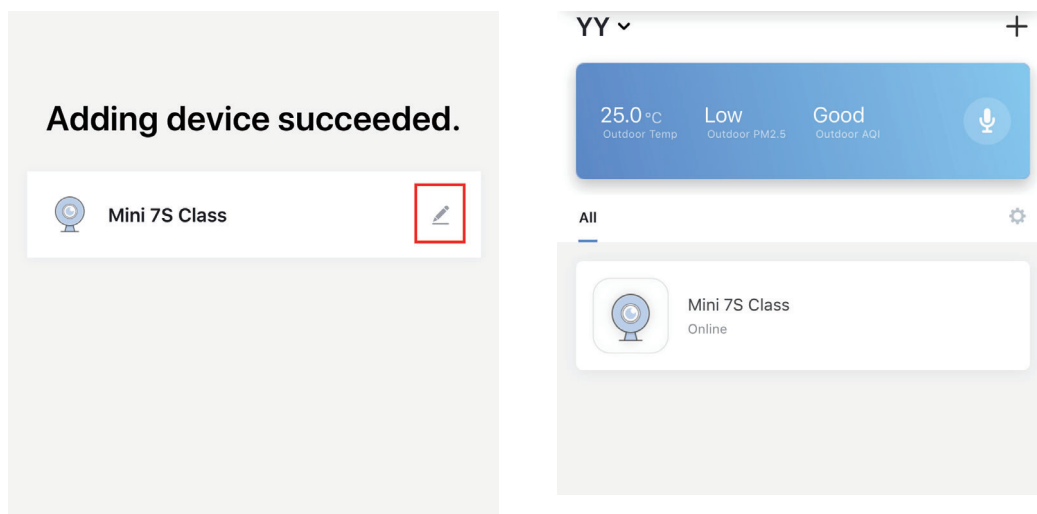 Adding device succeeded.
Mini 7S Class
YY
25.0 °C Low Good
Outdoor Temp Outdoor PM2.5 Outdoor AQI
All
Mini 7S Class
Online